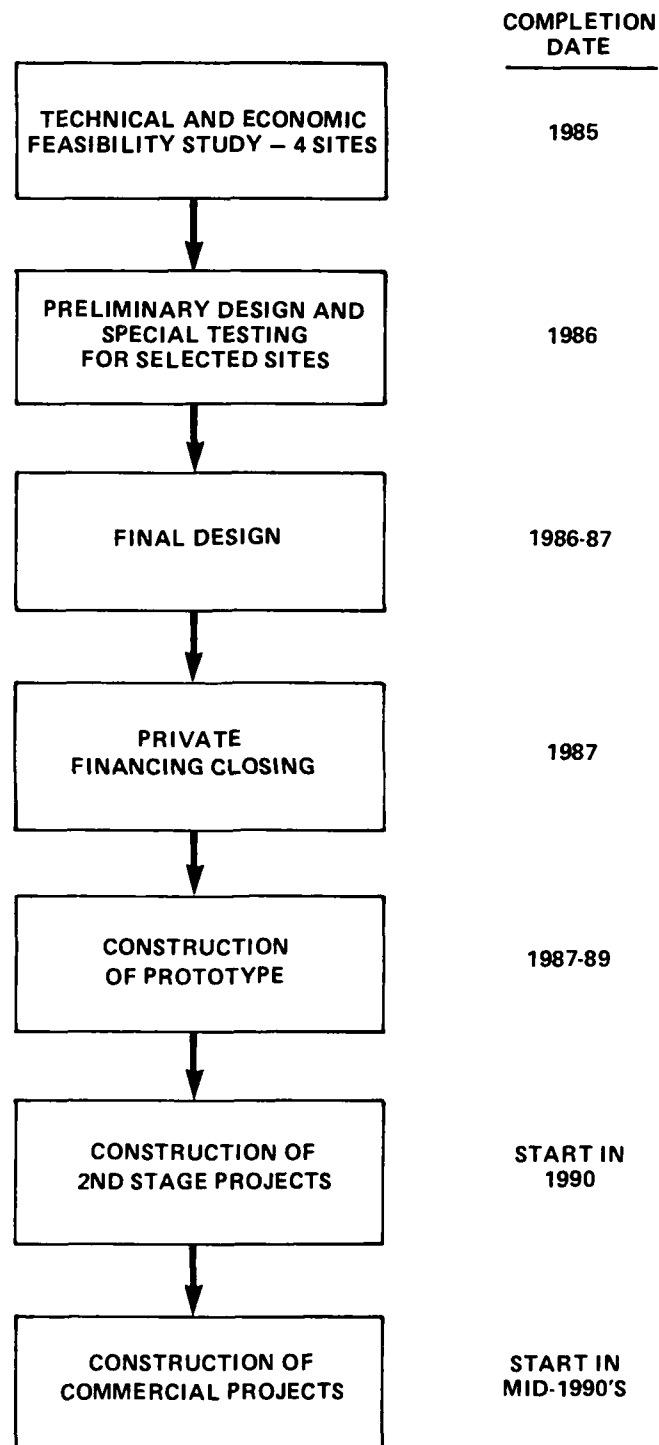 COMPLETION
DATE
TECHNICAL AND ECONOMIC
FEASIBILITY STUDY – 4 SITES
1985
PRELIMINARY DESIGN AND
SPECIAL TESTING
FOR SELECTED SITES
1986
FINAL DESIGN
1986-87
PRIVATE
FINANCING CLOSING
1987
CONSTRUCTION
OF PROTOTYPE
1987-89
CONSTRUCTION OF
2ND STAGE PROJECTS
START IN
1990
CONSTRUCTION OF
COMMERCIAL PROJECTS
START IN
MID-1990'S